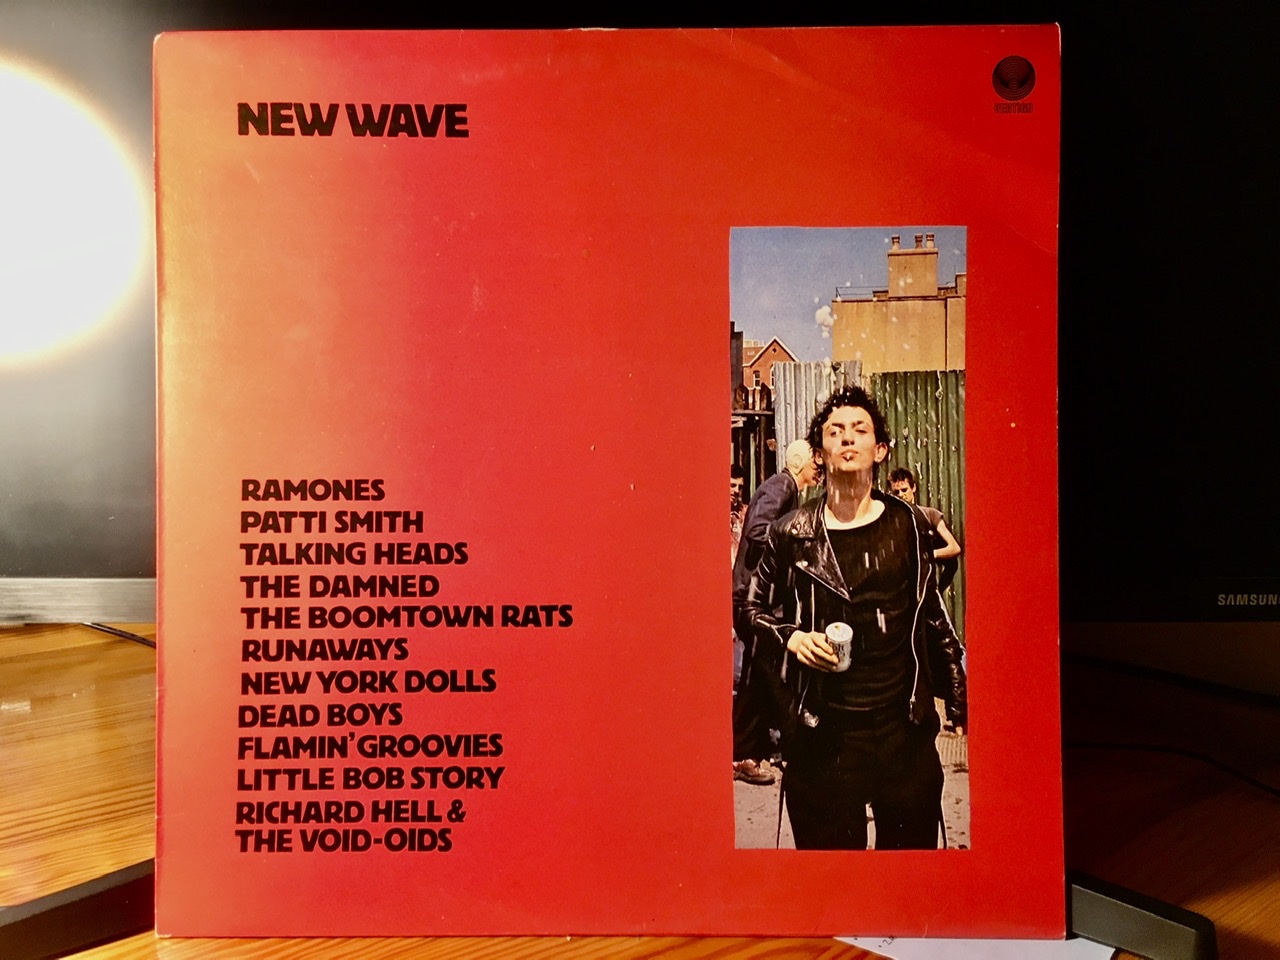 NEW WAVE
VERTIGO
RAMONES
PATTI SMITH
TALKING HEADS
THE DAMNED
THE BOOMTOWN RATS
RUNAWAYS
NEW YORK DOLLS
DEAD BOYS
FLAMIN' GROOVIES
LITTLE BOB STORY
RICHARD HELL &
THE VOID-OIDS
SAMSUNG